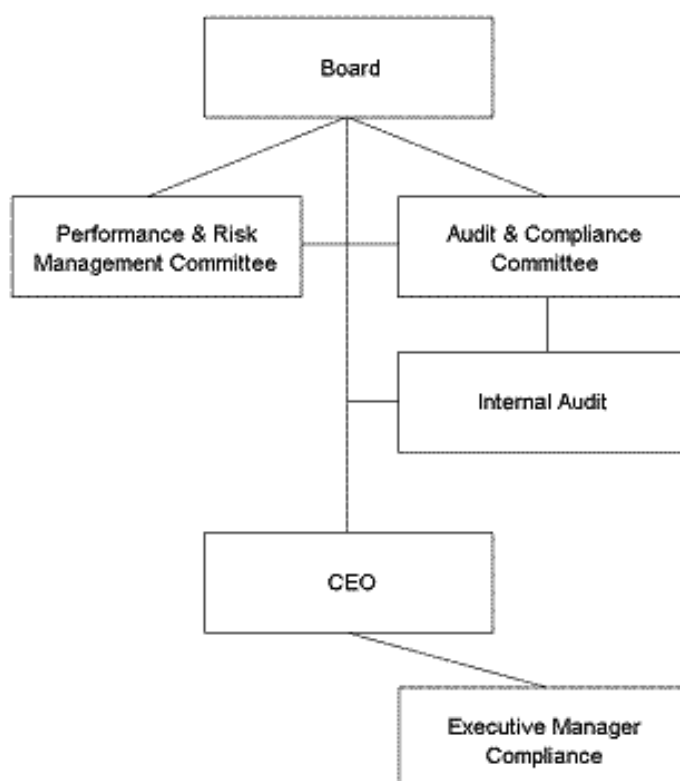 Board
Performance & Risk
Management Committee
Audit & Compliance
Committee
Internal Audit
CEO
Executive Manager
Compliance